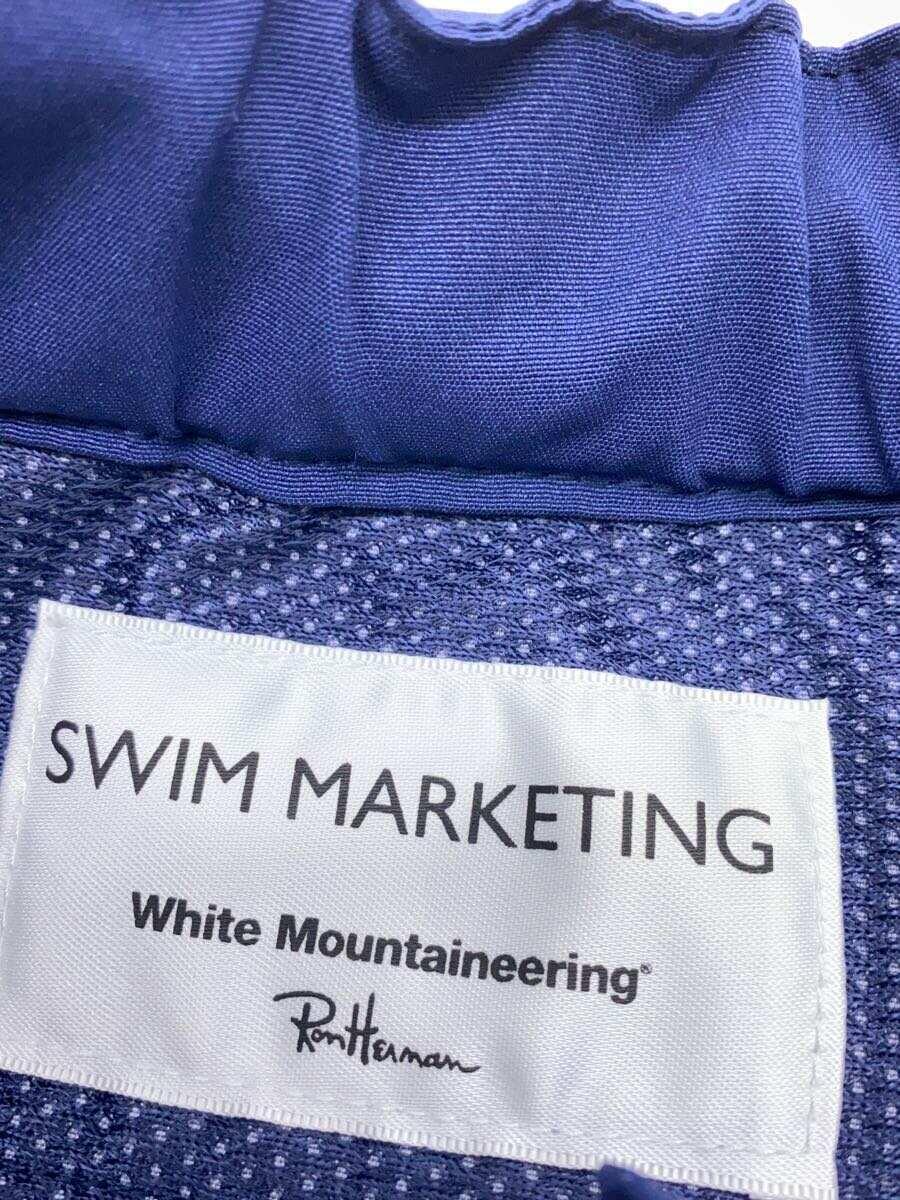 SWIM MARKETING
White Mountaineering®
Ron Herman